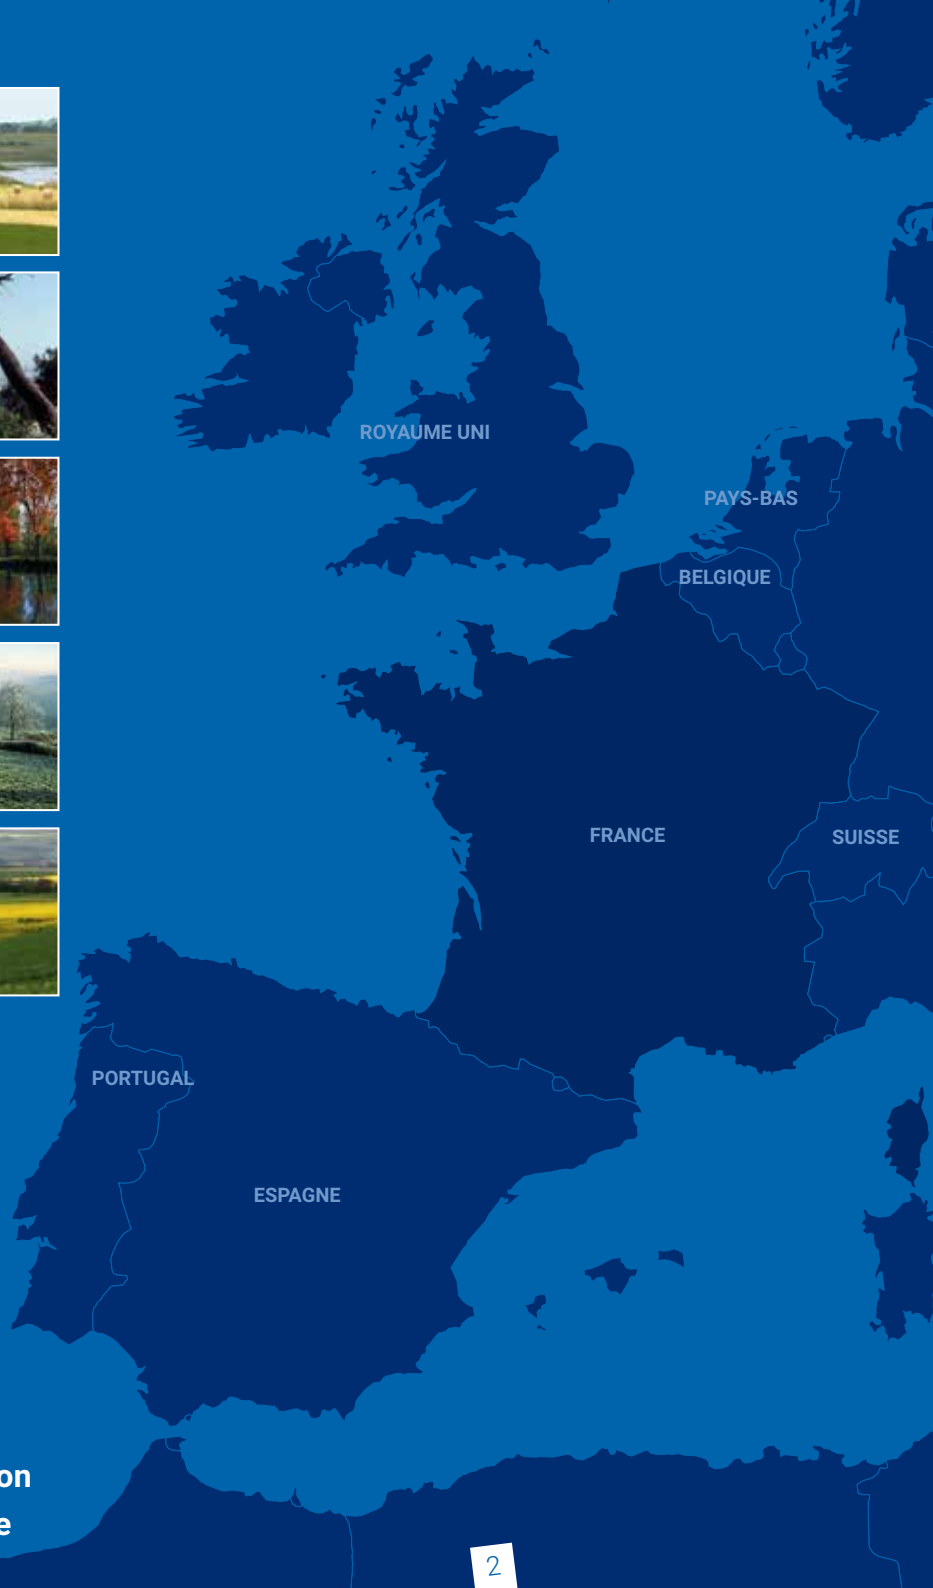 ROYAUME UNI
PAYS-BAS
BELGIQUE
FRANCE
SUISSE
PORTUGAL
ESPAGNE
on
e
2